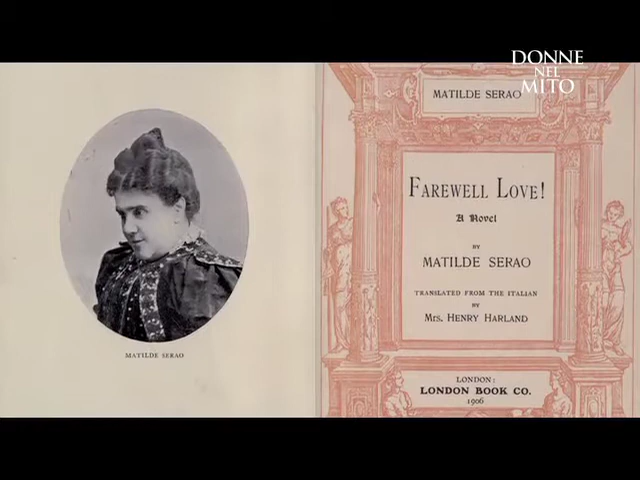 DONNE
NEL
MITO
MATILDE SERAO
MATILDE SERAO
FAREWELL LOVE!
A Novel
BY
MATILDE SERAO
TRANSLATED FROM THE ITALIAN
BY
MRS. HENRY HARLAND
LONDON:
LONDON BOOK CO.
1906